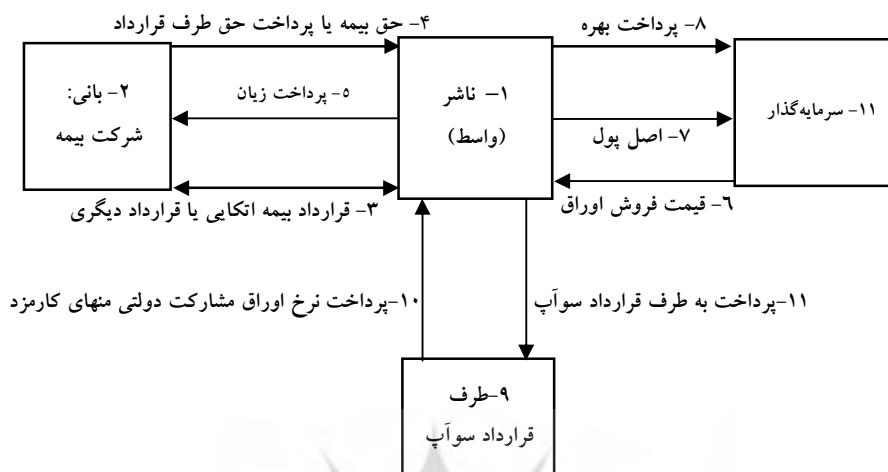 ۴- حق بیمه یا پرداخت حق طرف قرارداد
۸- پرداخت بهره
۲- بانی:
شرکت بیمه
۵- پرداخت زیان
۱- ناشر
(واسط)
۷- اصل پول
۱۱- سرمایه‌گذار
۳- قرارداد بیمه اتکایی یا قرارداد دیگری
۶- قیمت فروش اوراق
۱۰-پرداخت نرخ اوراق مشارکت دولتی منهای کارمزد
۱۱-پرداخت به طرف قرارداد سوآپ
۹-طرف
قرارداد سوآپ